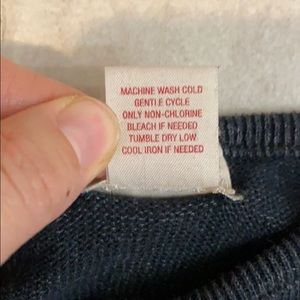 MACHINE WASH COLD
GENTLE CYCLE
ONLY NON-CHLORINE
BLEACH IF NEEDED
TUMBLE DRY LOW
COOL IRON IF NEEDED